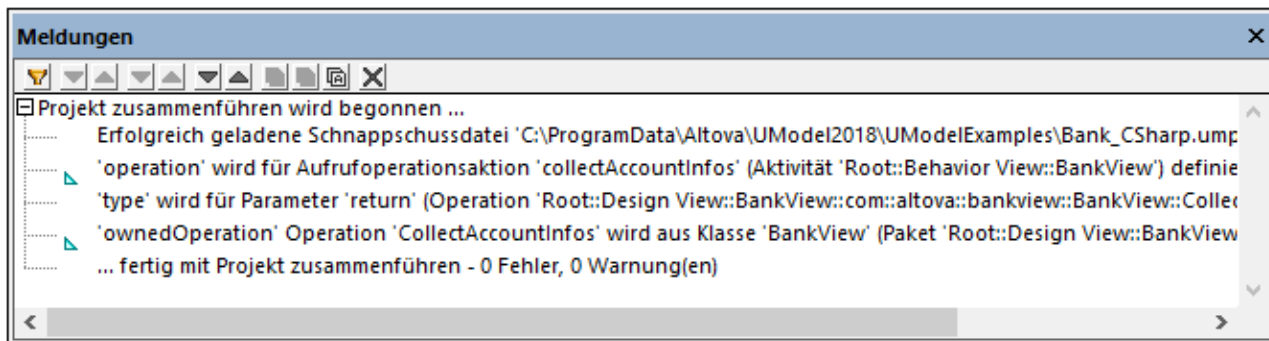 Meldungen
Projekt zusammenführen wird begonnen ...
Erfolgreich geladene Schnappschussdatei 'C:\ProgramData\Altova\UModel2018\UModelExamples\Bank_CSharp.ump
'operation' wird für Aufrufoperationsaktion 'collectAccountInfos' (Aktivität 'Root::Behavior View::BankView') definie
'type' wird für Parameter 'return' (Operation 'Root::Design View::BankView::com::altova::bankview::BankView::Collec
'ownedOperation' Operation 'CollectAccountInfos' wird aus Klasse 'BankView' (Paket 'Root::Design View::BankView
... fertig mit Projekt zusammenführen - 0 Fehler, 0 Warnung(en)